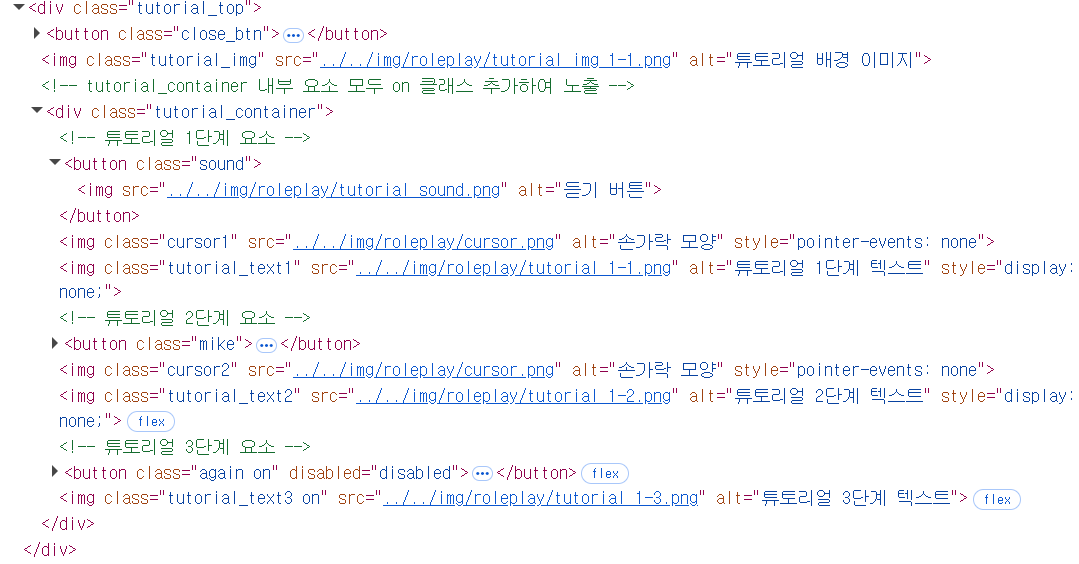 ▼<div class="tutorial_top">
▶<button class="close_btn">…</button>
<img class="tutorial_img" src="../../img/roleplay/tutorial_img_1-1.png" alt="튜토리얼 배경 이미지">
<!-- tutorial_container 내부 요소 모두 on 클래스 추가하여 노출 -->
▼<div class="tutorial_container">
<!-- 튜토리얼 1단계 요소 -->
▼<button class="sound">
<img src="../../img/roleplay/tutorial_sound.png" alt="듣기 버튼">
</button>
<img class="cursor1" src="../../img/roleplay/cursor.png" alt="손가락 모양" style="pointer-events: none">
<img class="tutorial_text1" src="../../img/roleplay/tutorial_1-1.png" alt="튜토리얼 1단계 텍스트" style="display:
none;">
<!-- 튜토리얼 2단계 요소 -->
▶<button class="mike">…</button>
<img class="cursor2" src="../../img/roleplay/cursor.png" alt="손가락 모양" style="pointer-events: none">
<img class="tutorial_text2" src="../../img/roleplay/tutorial_1-2.png" alt="튜토리얼 2단계 텍스트" style="display:
none;"> flex
<!-- 튜토리얼 3단계 요소 -->
▶<button class="again on" disabled="disabled">…</button> flex
<img class="tutorial_text3 on" src="../../img/roleplay/tutorial_1-3.png" alt="튜토리얼 3단계 텍스트"> flex
</div>
</div>